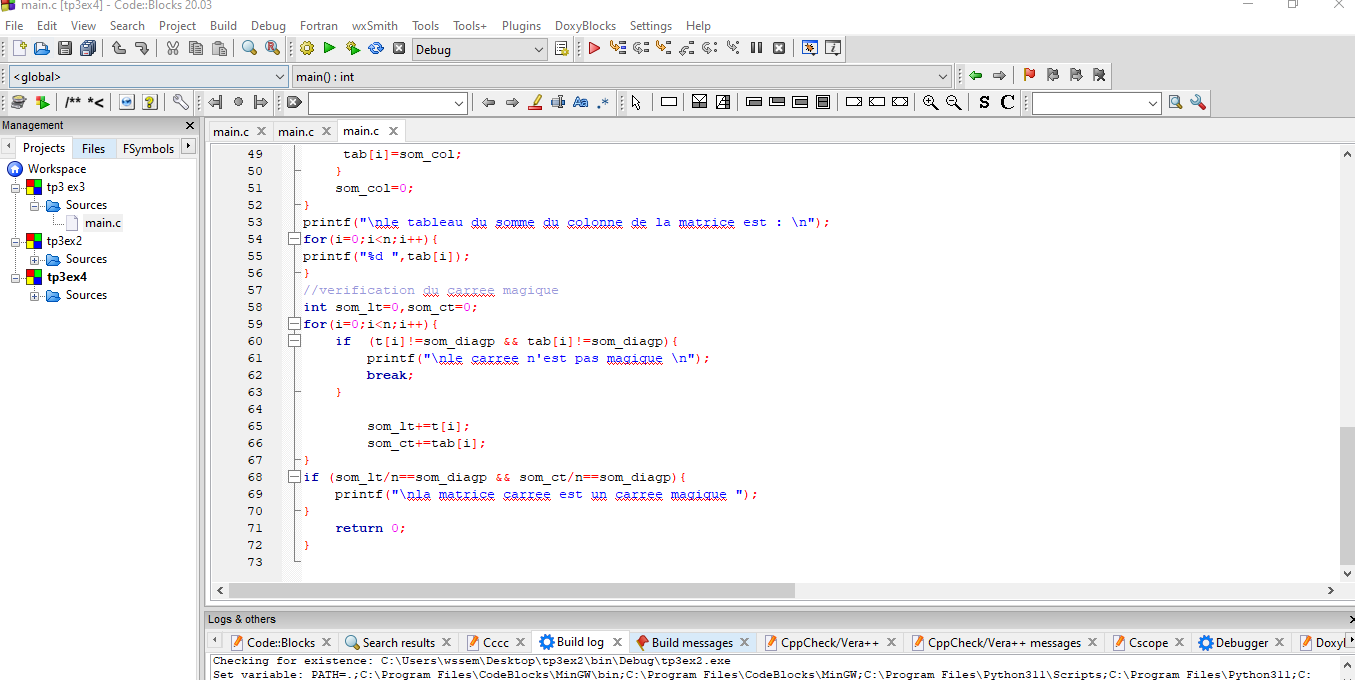 main.c [tp3ex4] - Code::Blocks 20.03
File Edit View Search Project Build Debug Fortran wxSmith Tools Tools+ Plugins DoxyBlocks Settings Help
Debug
<global> main() : int
/** *< Aa .* S C
Management
Projects Files FSymbols
main.c main.c main.c
Workspace
tp3 ex3
Sources
main.c
tp3ex2
Sources
tp3ex4
Sources
49 tab[i]=som_col;
50 }
51 som_col=0;
52 }
53 printf("\nle tableau du somme du colonne de la matrice est : \n");
54 for(i=0;i<n;i++){
55 printf("%d ",tab[i]);
56 }
57 //verification du carree magique
58 int som_lt=0,som_ct=0;
59 for(i=0;i<n;i++){
60 if (t[i]!=som_diagp && tab[i]!=som_diagp){
61 printf("\nle carree n'est pas magique \n");
62 break;
63 }
64
65 som_lt+=t[i];
66 som_ct+=tab[i];
67 }
68 if (som_lt/n==som_diagp && som_ct/n==som_diagp){
69 printf("\nla matrice carree est un carree magique ");
70 }
71 return 0;
72 }
73
Logs & others
Code::Blocks Search results Cccc Build log Build messages CppCheck/Vera++ CppCheck/Vera++ messages Cscope Debugger Doxyl
Checking for existence: C:\Users\wssem\Desktop\tp3ex2\bin\Debug\tp3ex2.exe
Set variable: PATH=.;C:\Program Files\CodeBlocks\MinGW\bin;C:\Program Files\CodeBlocks\MinGW;C:\Program Files\Python311\Scripts;C:\Program Files\Python311;C: